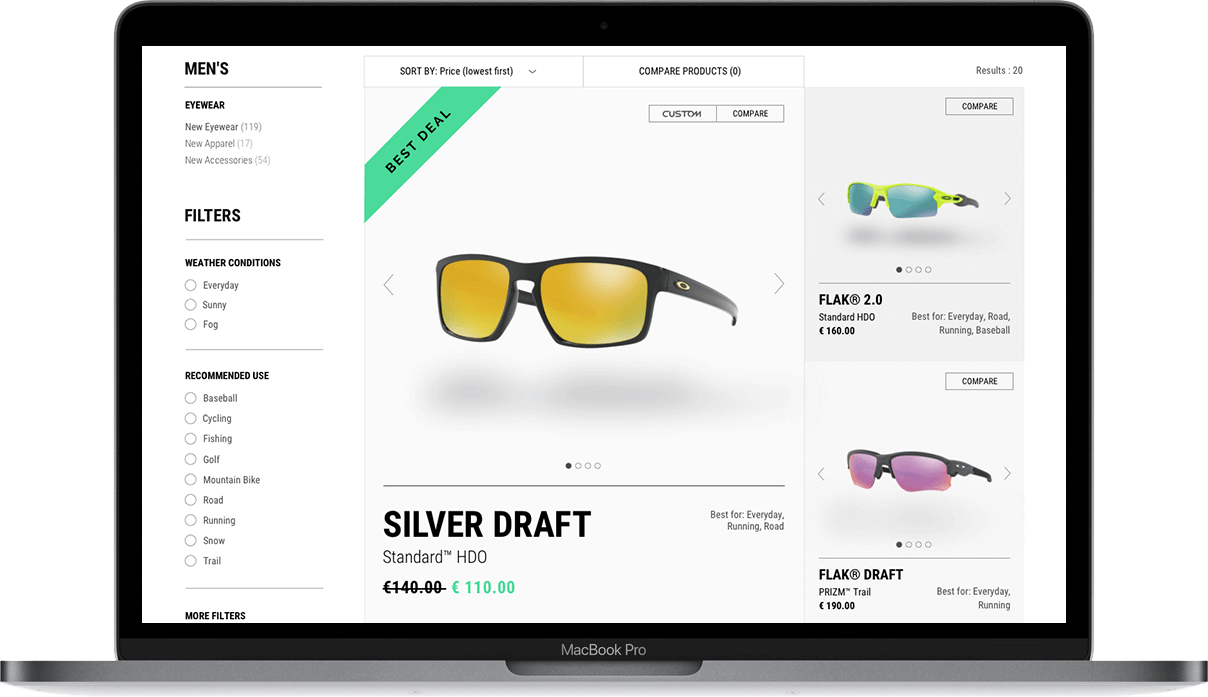 MEN'S
EYEWEAR
New Eyewear (119)
New Apparel (17)
New Accessories (54)
FILTERS
WEATHER CONDITIONS
Everyday
Sunny
Fog
RECOMMENDED USE
Baseball
Cycling
Fishing
Golf
Mountain Bike
Road
Running
Snow
Trail
MORE FILTERS
SORT BY: Price (lowest first)
COMPARE PRODUCTS (0)
Results : 20
BEST DEAL
CUSTOM
COMPARE
SILVER DRAFT
Standard™ HDO
€140.00 € 110.00
Best for: Everyday,
Running, Road
COMPARE
FLAK® 2.0
Standard HDO
€ 160.00
Best for: Everyday, Road,
Running, Baseball
COMPARE
FLAK® DRAFT
PRIZM™ Trail
€ 190.00
Best for: Everyday,
Running
MacBook Pro